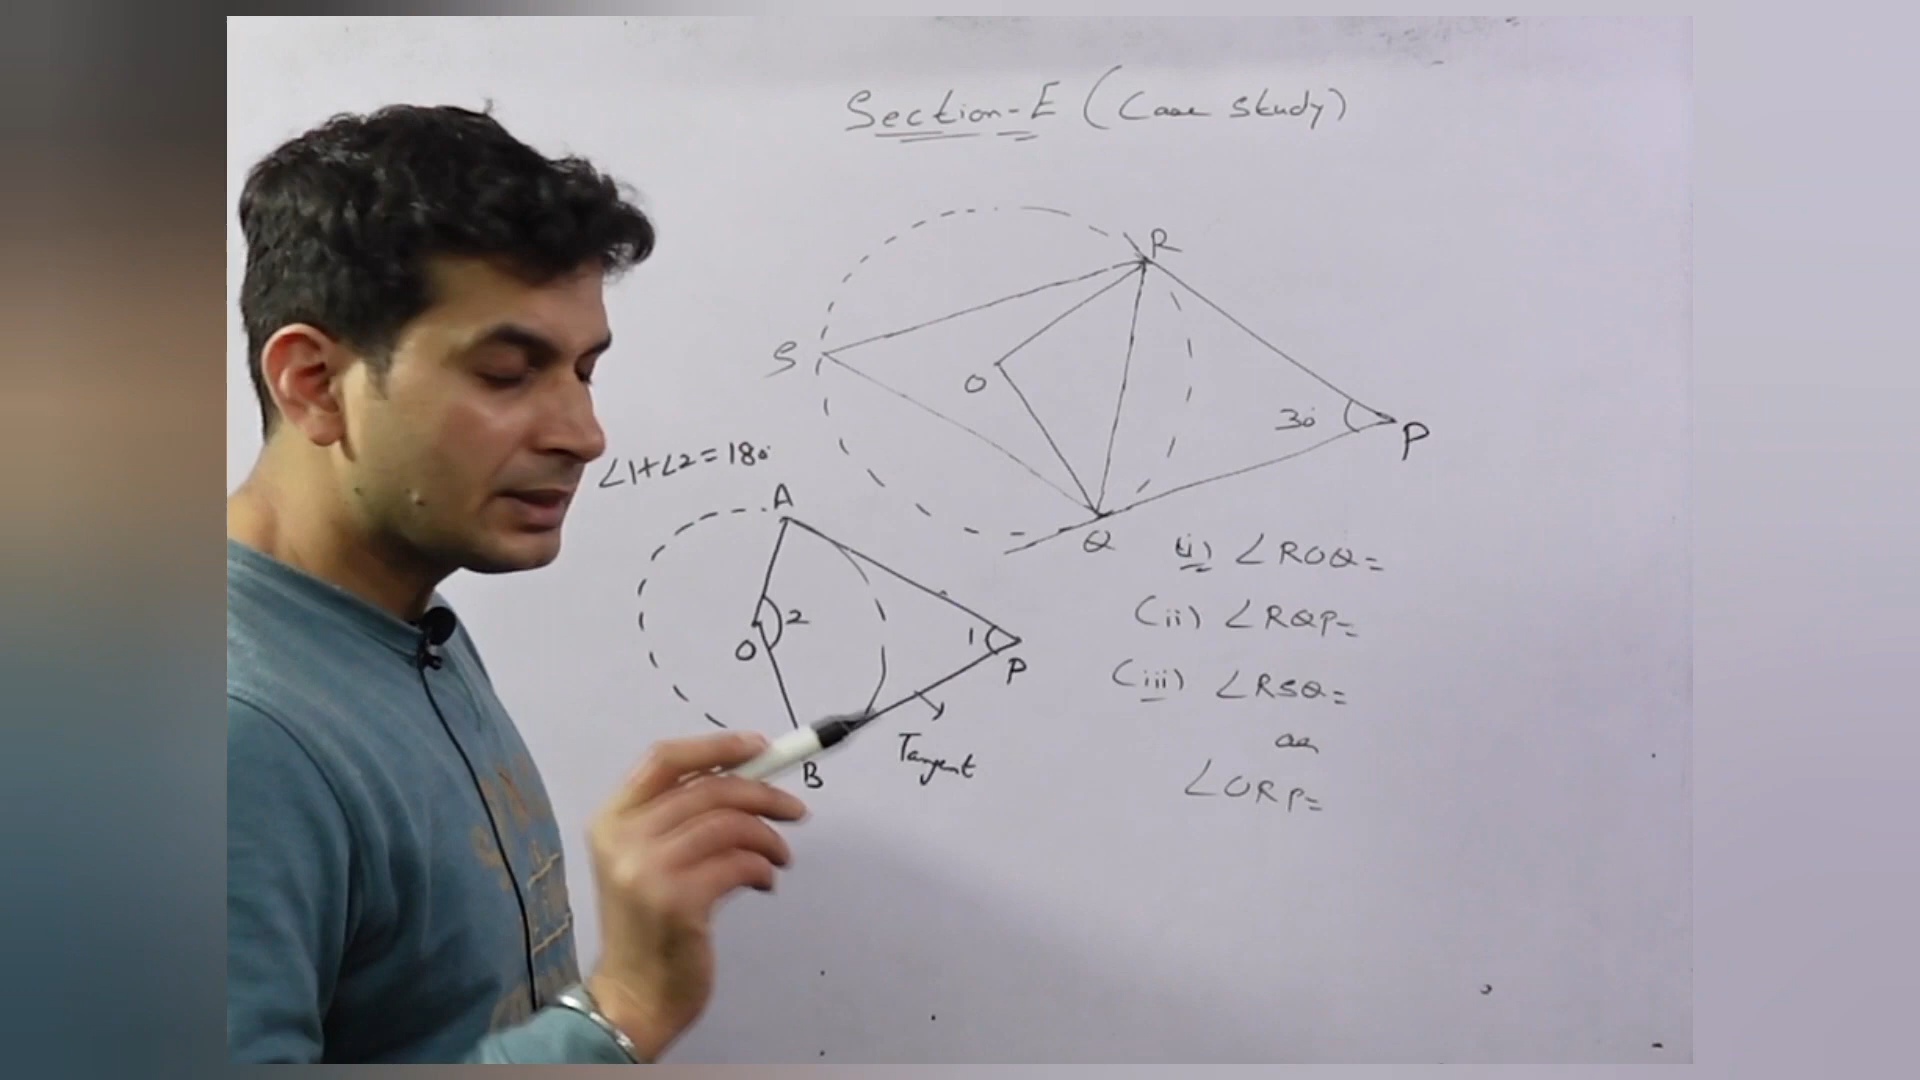 Section-E (Case Study)
R
S
O
30°
P
Q
∠1+∠2=180°
A
2
O
1
P
B
Tangent
(i) ∠ROQ=
(ii) ∠RQP=
(iii) ∠RSQ=
or
∠ORP=